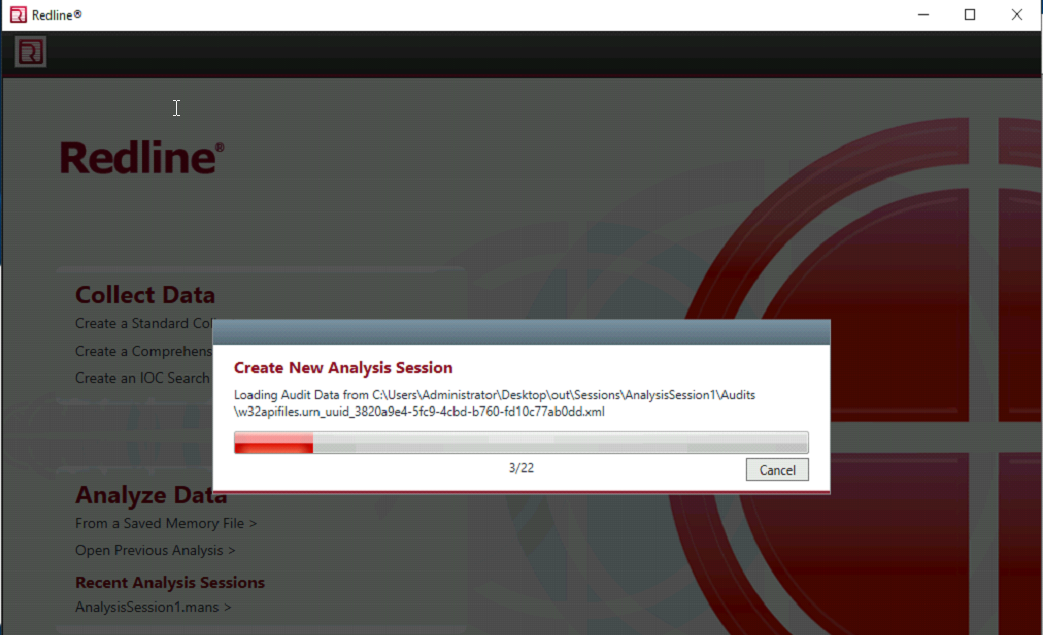 Redline®
Redline®
Collect Data
Create a Standard Col
Create a Comprehens
Create an IOC Search
Create New Analysis Session
Loading Audit Data from C:\Users\Administrator\Desktop\out\Sessions\AnalysisSession1\Audits
\w32apifiles.urn_uuid_3820a9e4-5fc9-4cbd-b760-fd10c77ab0dd.xml
3/22
Cancel
Analyze Data
From a Saved Memory File >
Open Previous Analysis >
Recent Analysis Sessions
AnalysisSession1.mans >